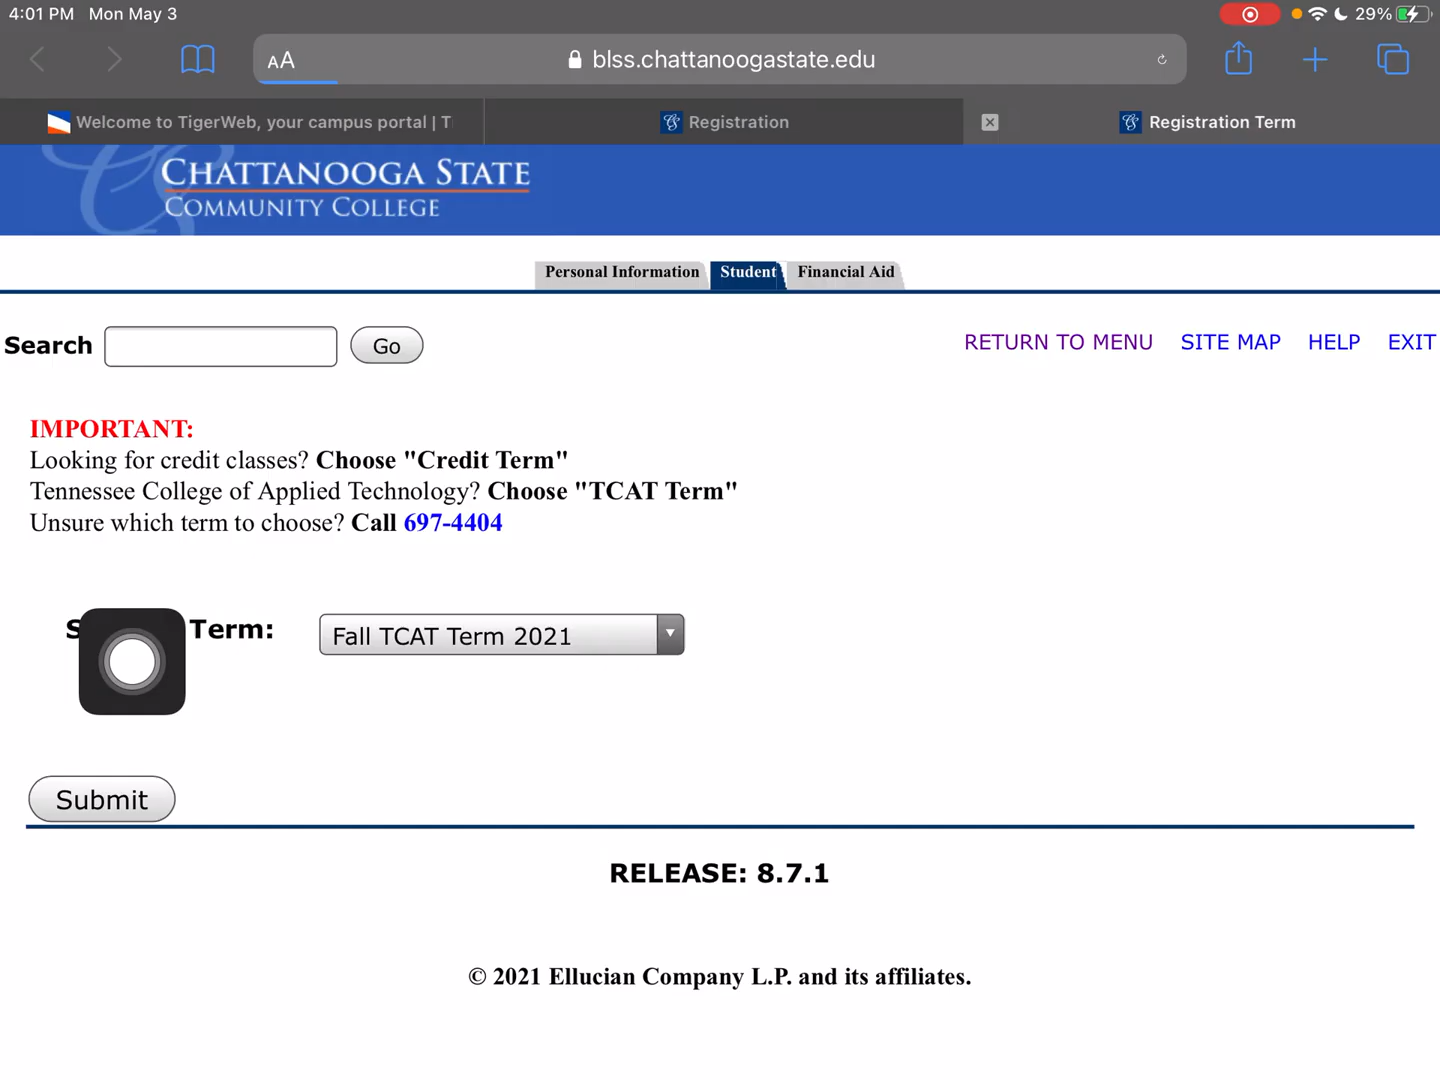 4:01 PM Mon May 3
29%
AA
blss.chattanoogastate.edu
Welcome to TigerWeb, your campus portal | T
Registration
Registration Term
CHATTANOOGA STATE
COMMUNITY COLLEGE
Personal Information
Student
Financial Aid
Search
Go
RETURN TO MENU
SITE MAP
HELP
EXIT
IMPORTANT:
Looking for credit classes? Choose "Credit Term"
Tennessee College of Applied Technology? Choose "TCAT Term"
Unsure which term to choose? Call 697-4404
Term:
Fall TCAT Term 2021
Submit
RELEASE: 8.7.1
© 2021 Ellucian Company L.P. and its affiliates.